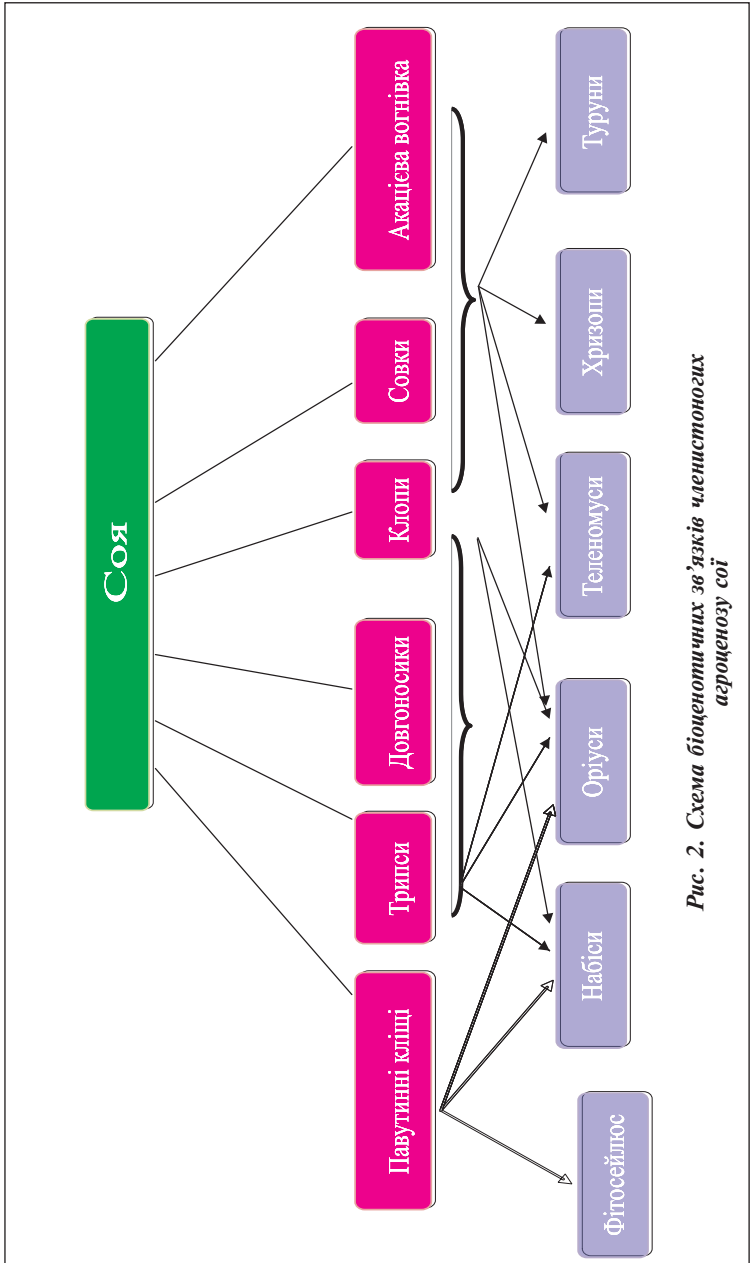 Соя
Павутинні кліщі
Трипси
Довгоносики
Клопи
Совки
Акацієва вогнівка
Фітосейлюс
Набіси
Оріуси
Теленомуси
Хризопи
Туруни
Рис. 2. Схема біоценотичних зв’язків членистоногих
агроценозу сої